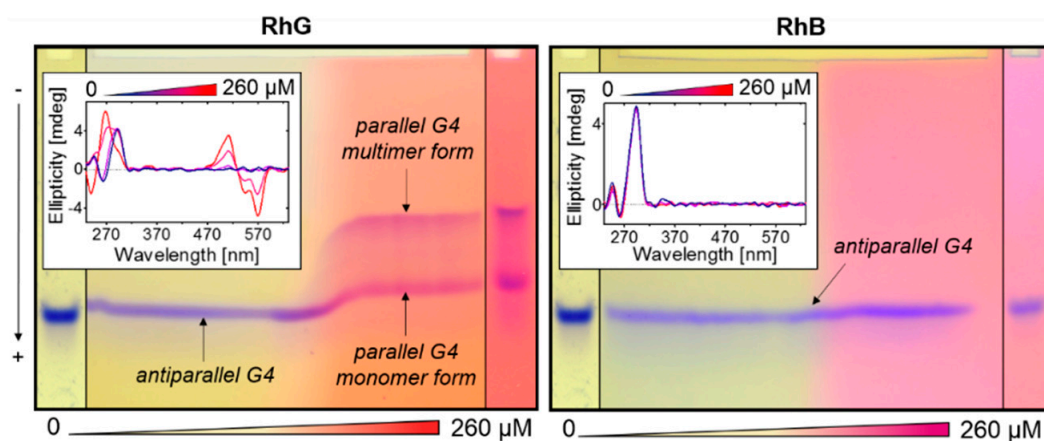 RhG
RhB
-
+
0
260 µM
4
0
-4
Ellipticity [mdeg]
270 370 470 570
Wavelength [nm]
parallel G4
multimer form
antiparallel G4
parallel G4
monomer form
0
260 µM
0
260 µM
4
0
Ellipticity [mdeg]
270 370 470 570
Wavelength [nm]
antiparallel G4
0
260 µM